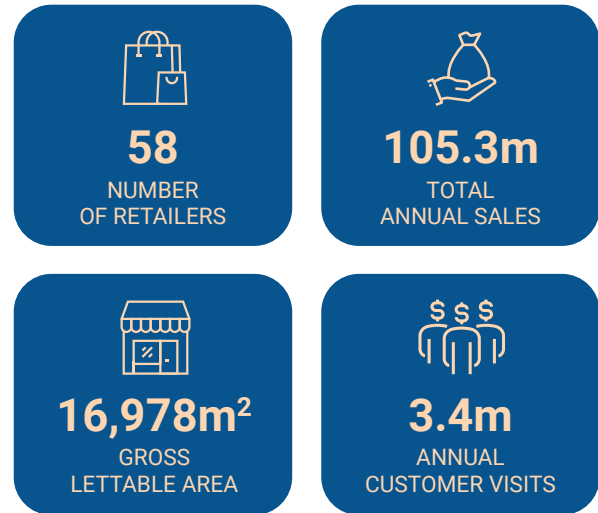 58
NUMBER
OF RETAILERS
105.3m
TOTAL
ANNUAL SALES
16,978m²
GROSS
LETTABLE AREA
$ $ $
3.4m
ANNUAL
CUSTOMER VISITS